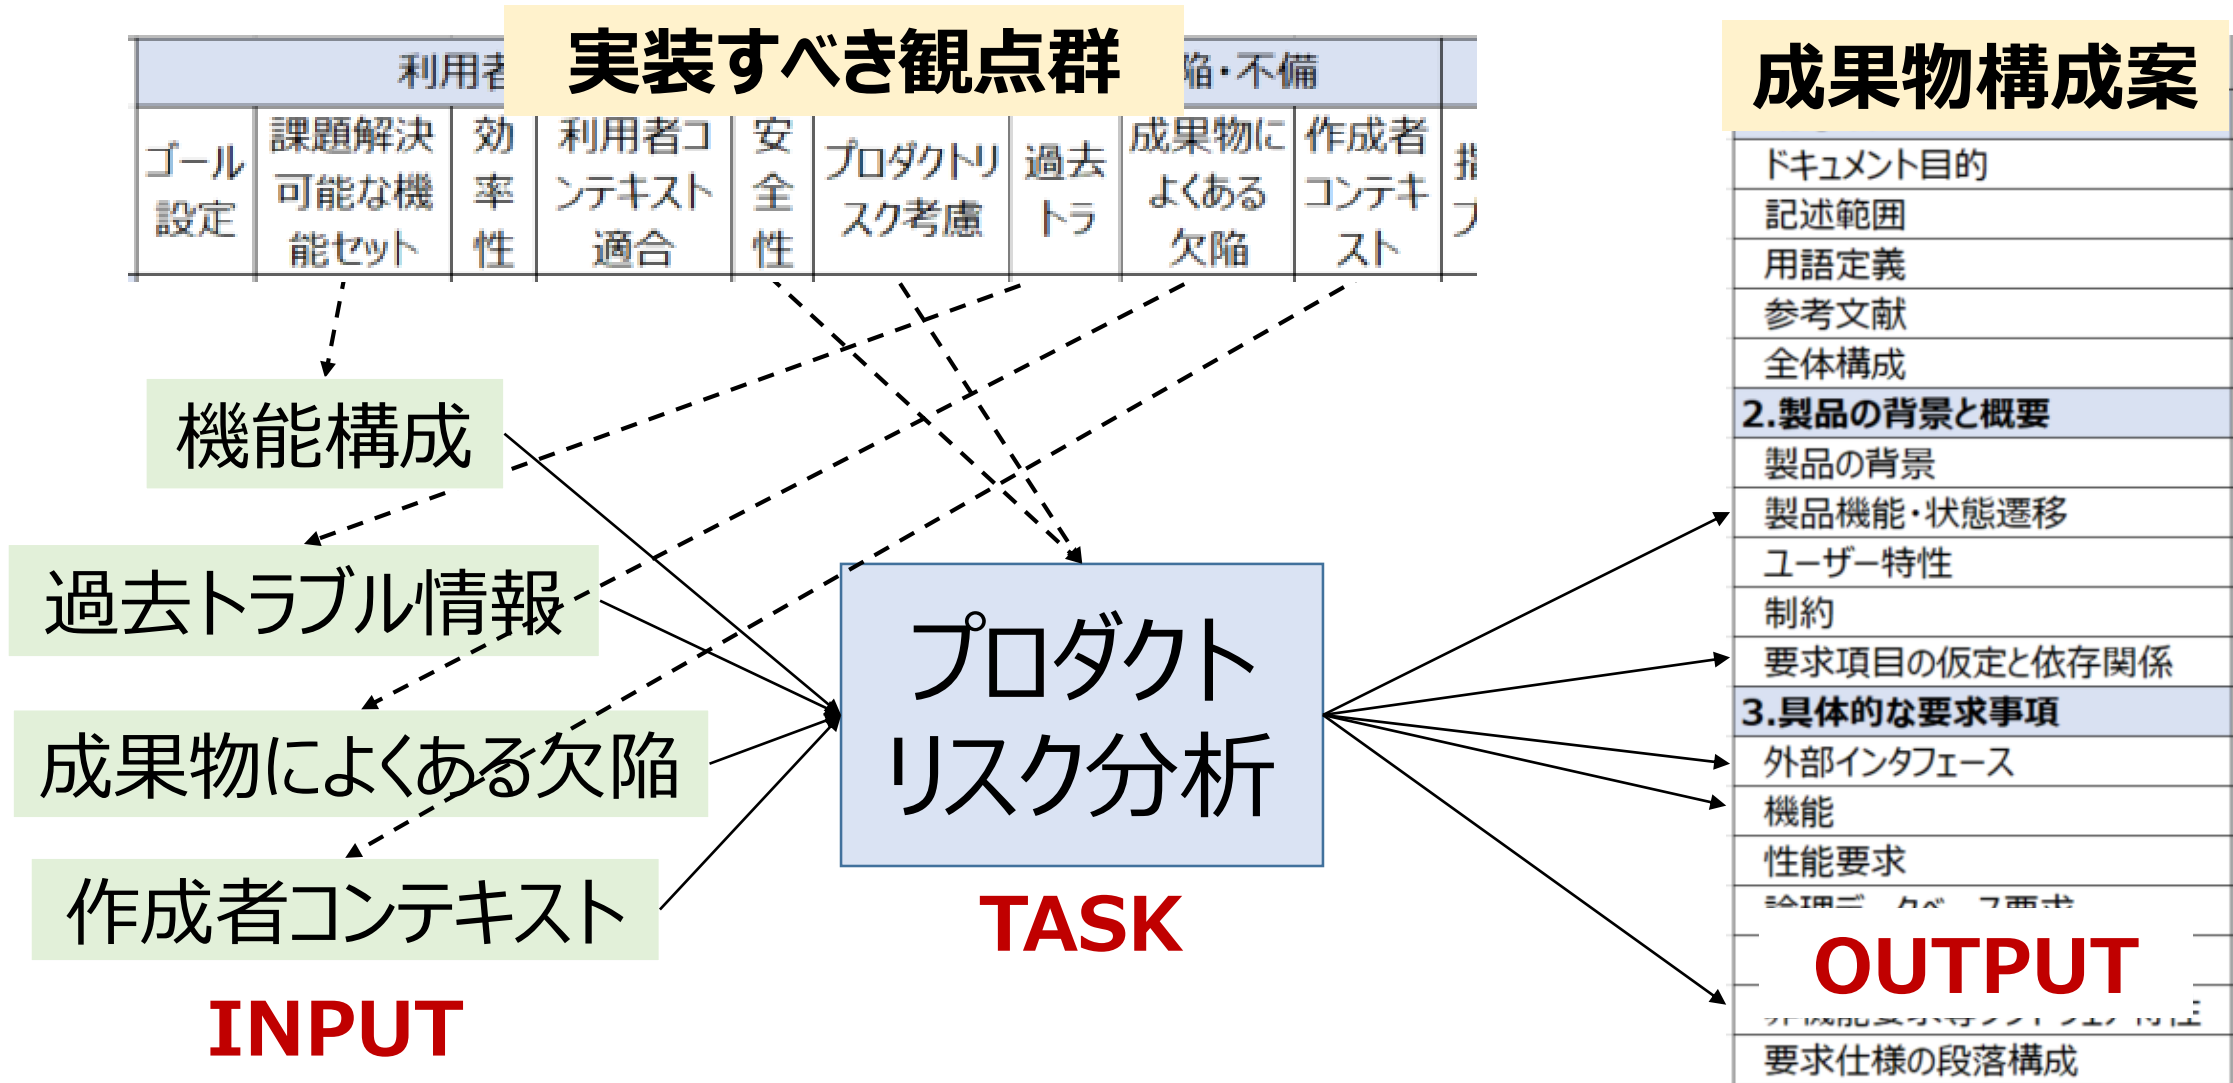 実装すべき観点群
利用者
陥・不備
ゴール
設定
課題解決
可能な機
能セット
効
率
性
利用者コ
ンテキスト
適合
安
全
性
プロダクトリ
スク考慮
過去
トラ
成果物に
よくある
欠陥
作成者
コンテキ
スト
機能構成
過去トラブル情報
成果物によくある欠陥
作成者コンテキスト
INPUT
プロダクト
リスク分析
TASK
成果物構成案
ドキュメント目的
記述範囲
用語定義
参考文献
全体構成
2.製品の背景と概要
製品の背景
製品機能・状態遷移
ユーザー特性
制約
要求項目の仮定と依存関係
3.具体的な要求事項
外部インタフェース
機能
性能要求
論理データベース要求
OUTPUT
要求仕様の段落構成